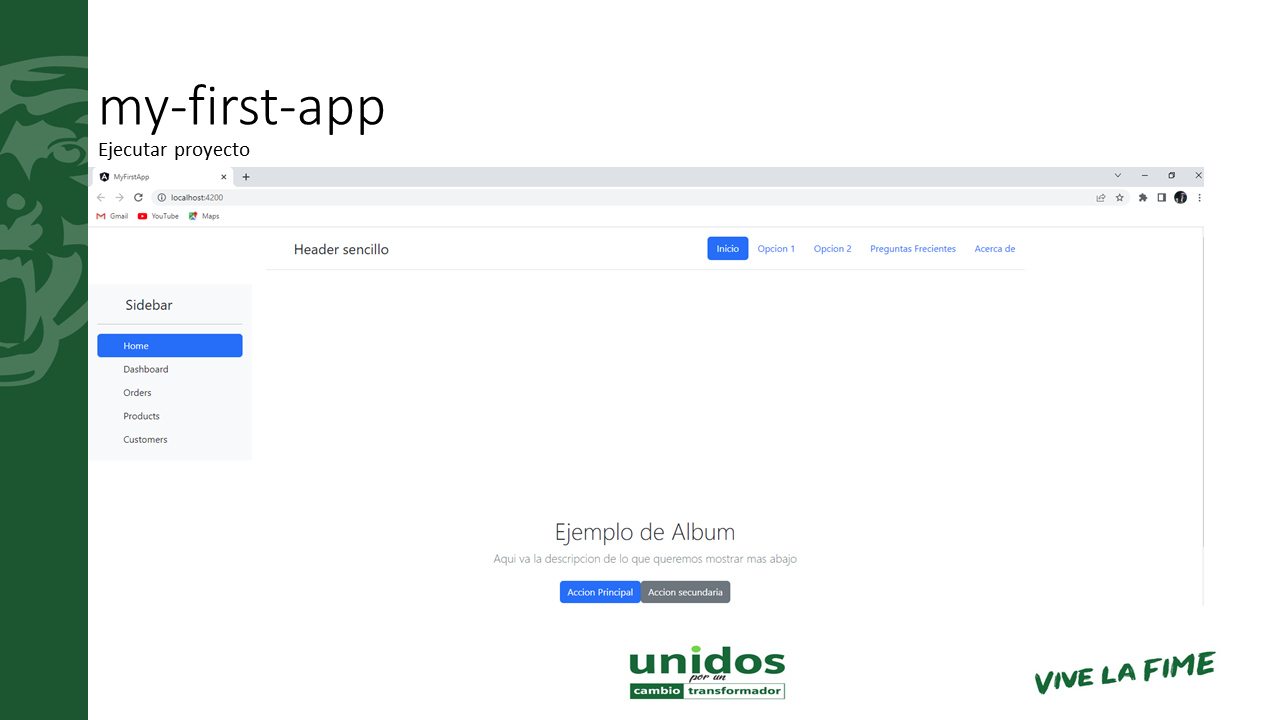 my-first-app
Ejecutar proyecto
MyFirstApp
localhost:4200
Gmail YouTube Maps
Header sencillo Inicio Opcion 1 Opcion 2 Preguntas Frecientes Acerca de
Sidebar
Home
Dashboard
Orders
Products
Customers
Ejemplo de Album
Aqui va la descripcion de lo que queremos mostrar mas abajo
Accion Principal Accion secundaria
unidos
por un
cambio transformador
VIVE LA FIME